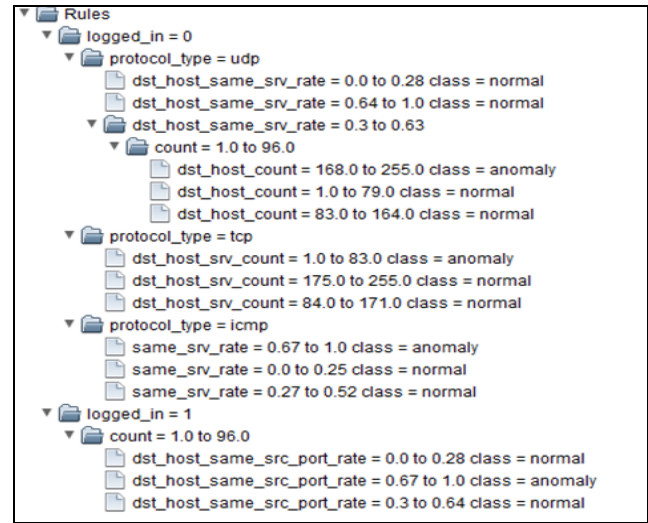 Rules
logged_in = 0
protocol_type = udp
dst_host_same_srv_rate = 0.0 to 0.28 class = normal
dst_host_same_srv_rate = 0.64 to 1.0 class = normal
dst_host_same_srv_rate = 0.3 to 0.63
count = 1.0 to 96.0
dst_host_count = 168.0 to 255.0 class = anomaly
dst_host_count = 1.0 to 79.0 class = normal
dst_host_count = 83.0 to 164.0 class = normal
protocol_type = tcp
dst_host_srv_count = 1.0 to 83.0 class = anomaly
dst_host_srv_count = 175.0 to 255.0 class = normal
dst_host_srv_count = 84.0 to 171.0 class = normal
protocol_type = icmp
same_srv_rate = 0.67 to 1.0 class = anomaly
same_srv_rate = 0.0 to 0.25 class = normal
same_srv_rate = 0.27 to 0.52 class = normal
logged_in = 1
count = 1.0 to 96.0
dst_host_same_src_port_rate = 0.0 to 0.28 class = normal
dst_host_same_src_port_rate = 0.67 to 1.0 class = anomaly
dst_host_same_src_port_rate = 0.3 to 0.64 class = normal